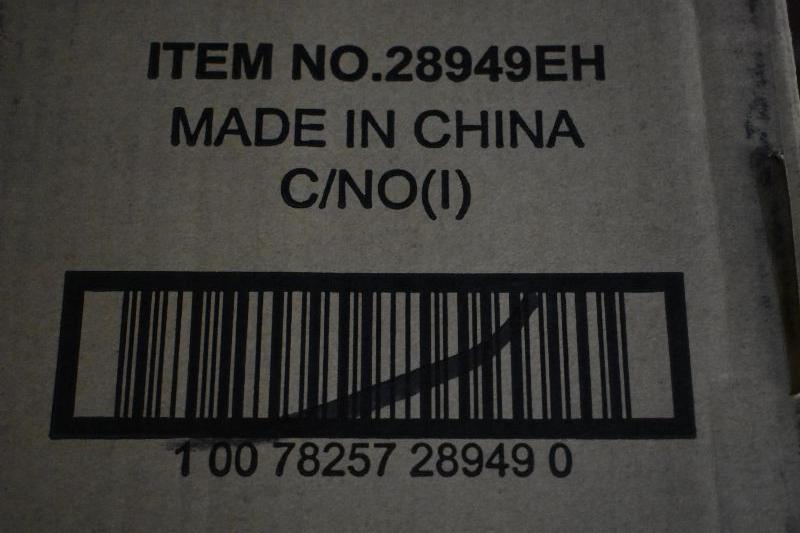 ITEM NO.28949EH
MADE IN CHINA
C/NO(I)
1 00 78257 28949 0